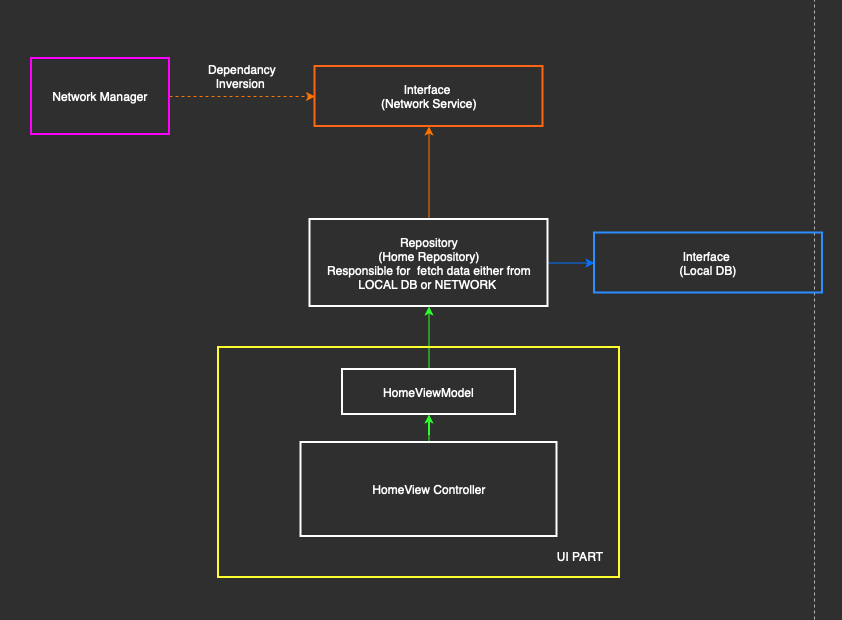 Dependancy
Inversion
Network Manager
Interface
(Network Service)
Repository
(Home Repository)
Responsible for  fetch data either from
LOCAL DB or NETWORK
Interface
(Local DB)
HomeViewModel
HomeView Controller
UI PART